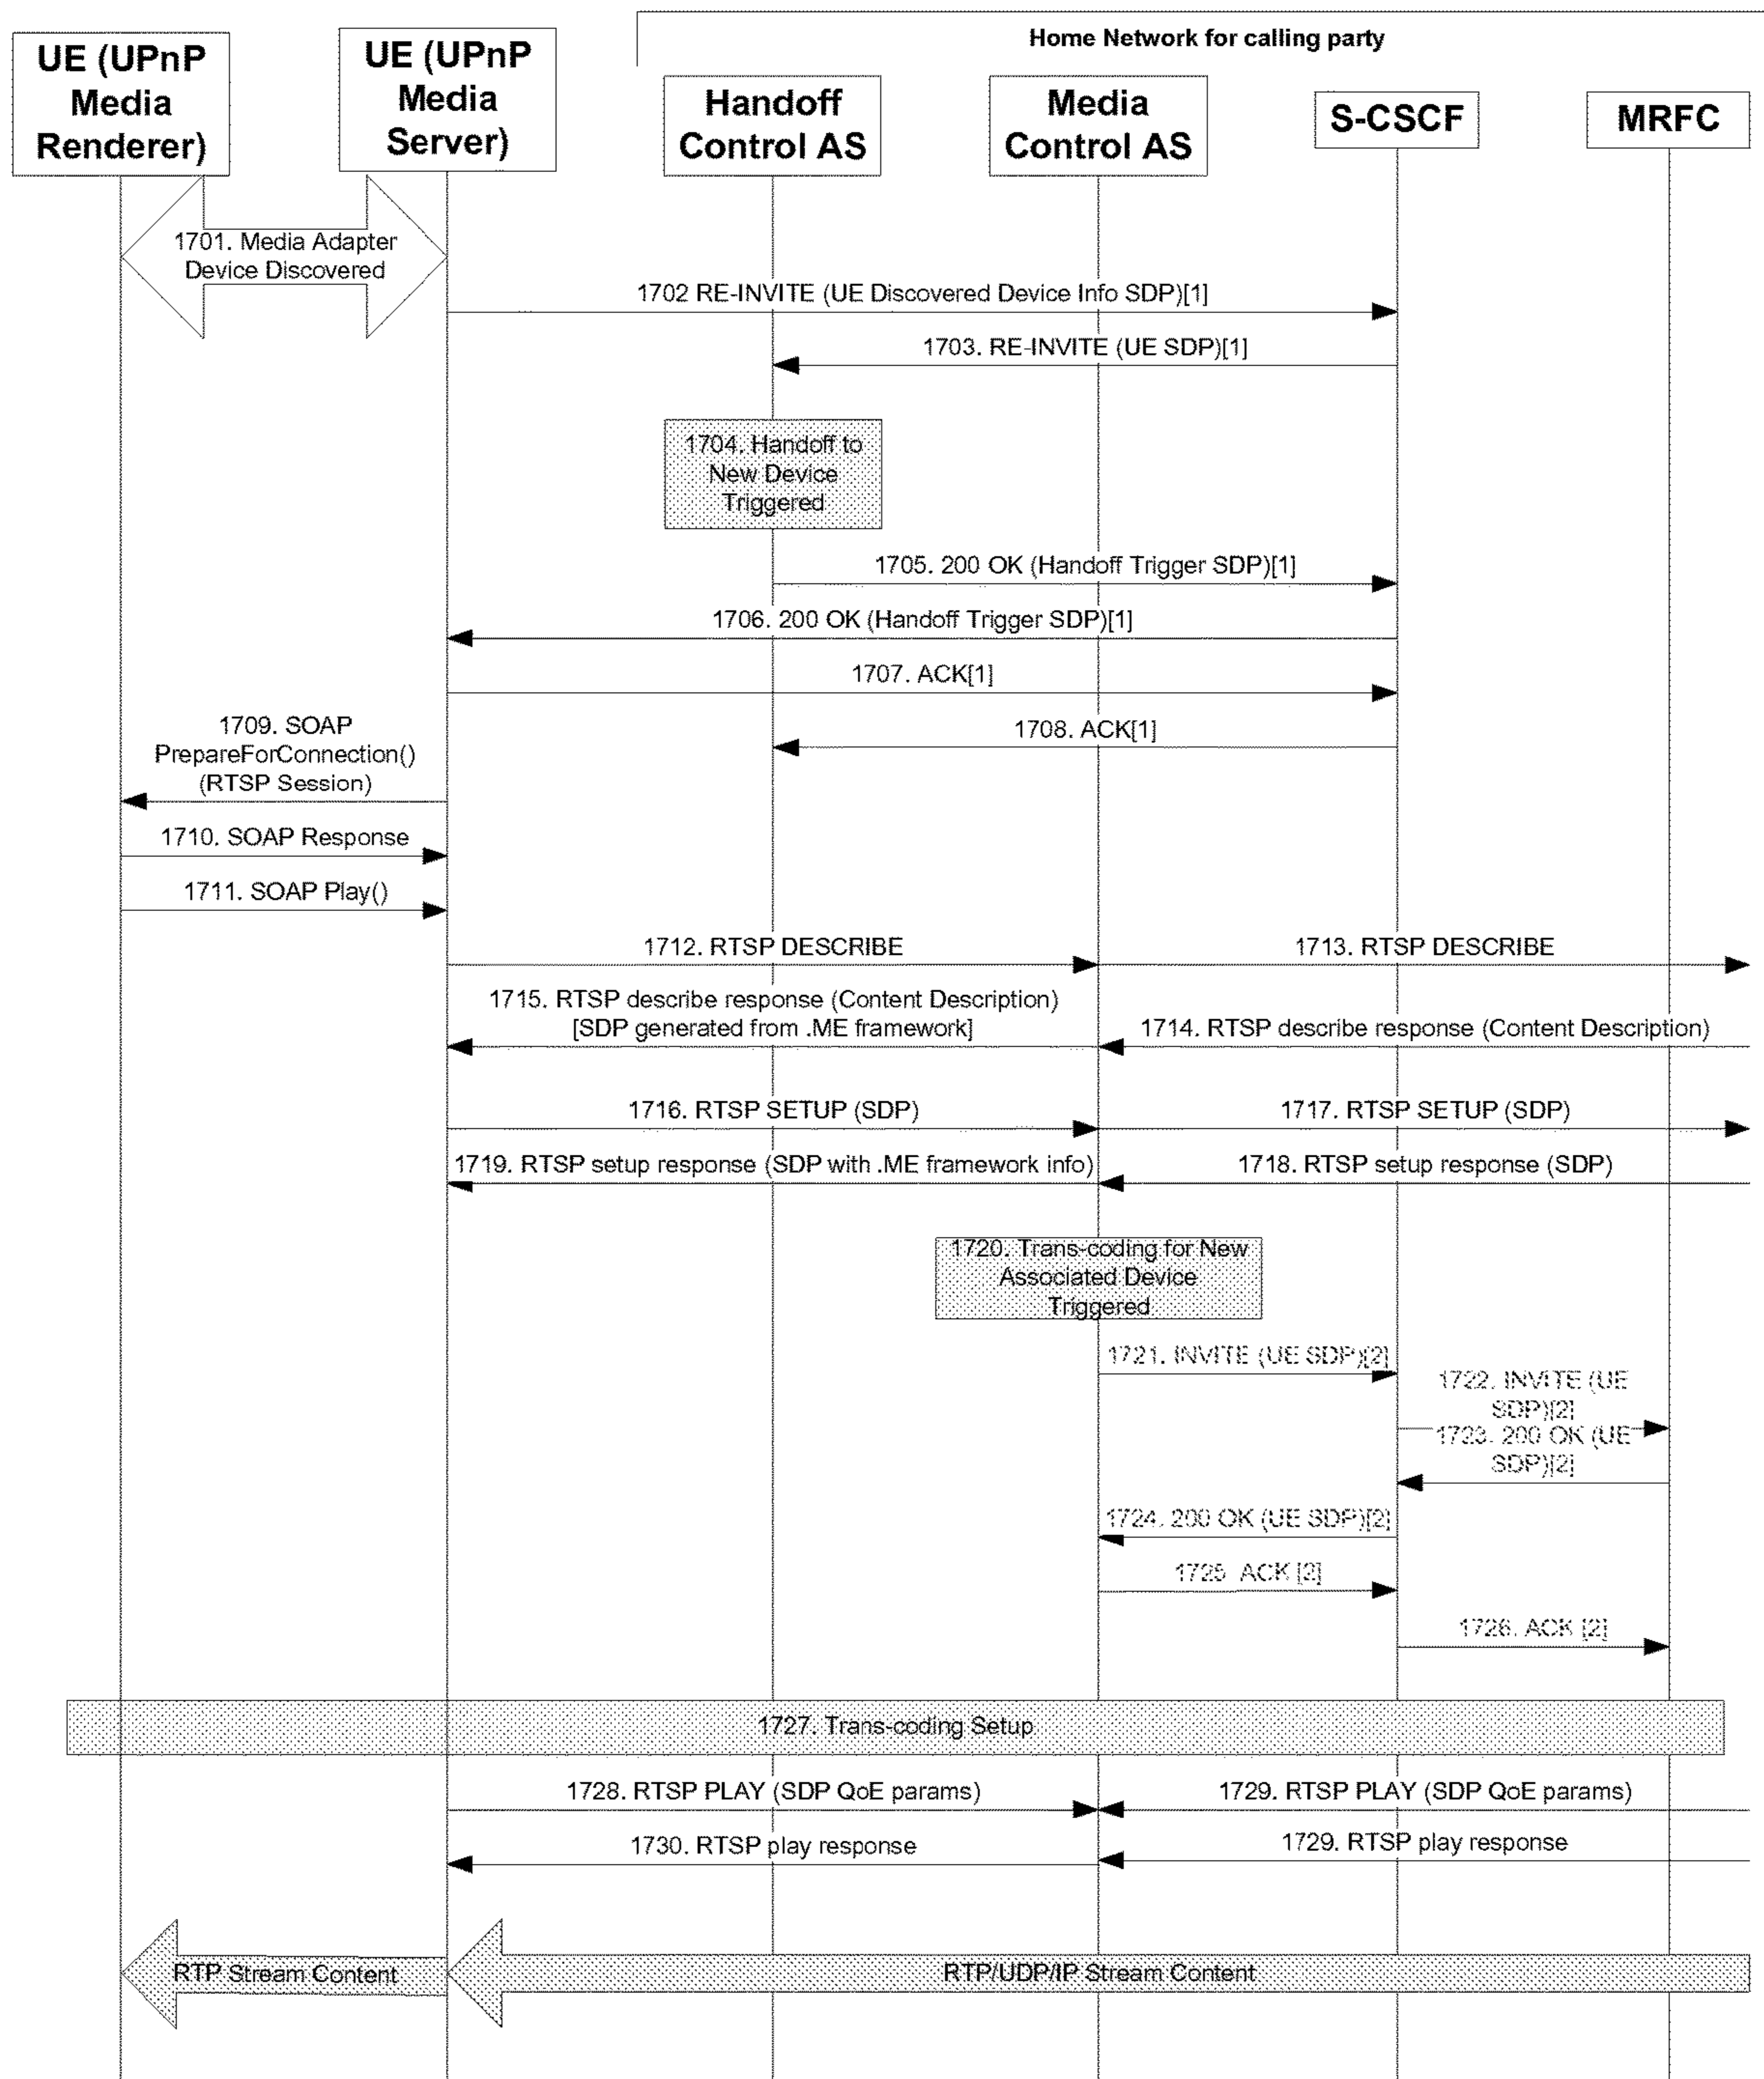 Home Network for calling party
UE (UPnP
Media
Renderer)
UE (UPnP
Media
Server)
Handoff
Control AS
Media
Control AS
S-CSCF
MRFC
1701. Media Adapter
Device Discovered
1702 RE-INVITE (UE Discovered Device Info SDP)[1]
1703. RE-INVITE (UE SDP)[1]
1704. Handoff to
New Device
Triggered
1705. 200 OK (Handoff Trigger SDP)[1]
1706. 200 OK (Handoff Trigger SDP)[1]
1707. ACK[1]
1708. ACK[1]
1709. SOAP
PrepareForConnection()
(RTSP Session)
1710. SOAP Response
1711. SOAP Play()
1712. RTSP DESCRIBE
1713. RTSP DESCRIBE
1715. RTSP describe response (Content Description)
[SDP generated from .ME framework]
1714. RTSP describe response (Content Description)
1716. RTSP SETUP (SDP)
1717. RTSP SETUP (SDP)
1719. RTSP setup response (SDP with .ME framework info)
1718. RTSP setup response (SDP)
1720. Trans-coding for New
Associated Device
Triggered
1721. INVITE (UE SDP)[2]
1722. INVITE (UE
SDP)[2]
1723. 200 OK (UE
SDP)[2]
1724. 200 OK (UE SDP)[2]
1725 ACK [2]
1726. ACK [2]
1727. Trans-coding Setup
1728. RTSP PLAY (SDP QoE params)
1729. RTSP PLAY (SDP QoE params)
1730. RTSP play response
1729. RTSP play response
RTP Stream Content
RTP/UDP/IP Stream Content